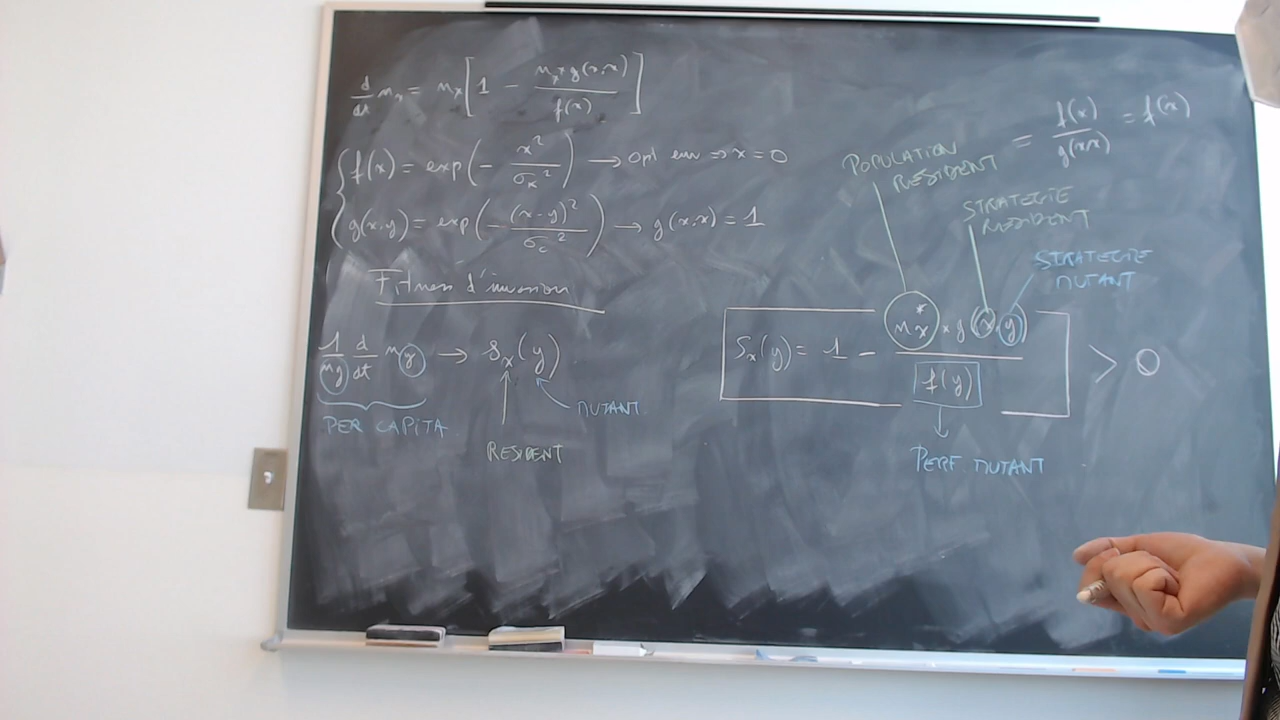 d/dt n_x = n_x [1 - n_x * g(x,x) / f(x)]
f(x) = exp(- x² / σ_K²) → opt env ⇒ x = 0
g(x,y) = exp(- (x-y)² / σ_c²) → g(x,x) = 1
Fitness d'invasion
1/n_y d/dt n_y → S_x(y)
PER CAPITA
RESIDENT
MUTANT
POPULATION RESIDENT = f(x) / g(x,x) = f(x)
STRATEGIE RESIDENT
STRATEGIE MUTANT
S_x(y) = 1 - n_x^* * g(x,y) / f(y) > 0
PERF MUTANT